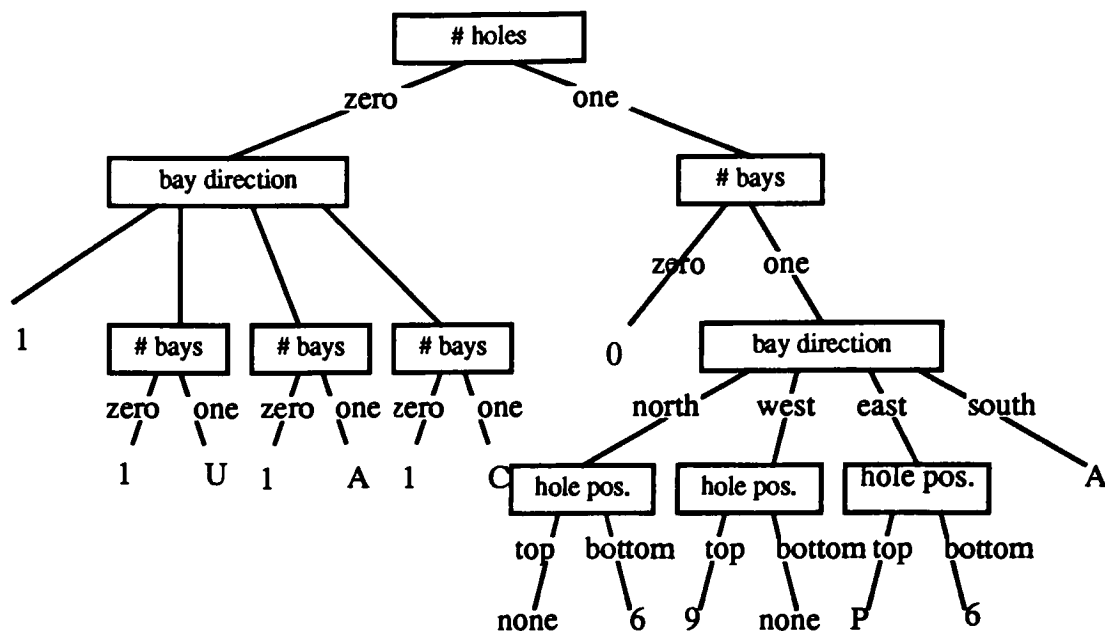 # holes
zero one
bay direction # bays
zero one
1 # bays # bays # bays 0 bay direction
zero one zero one zero one north west east south
1 U 1 A 1 C hole pos. hole pos. hole pos. A
top bottom top bottom top bottom
none 6 9 none P 6